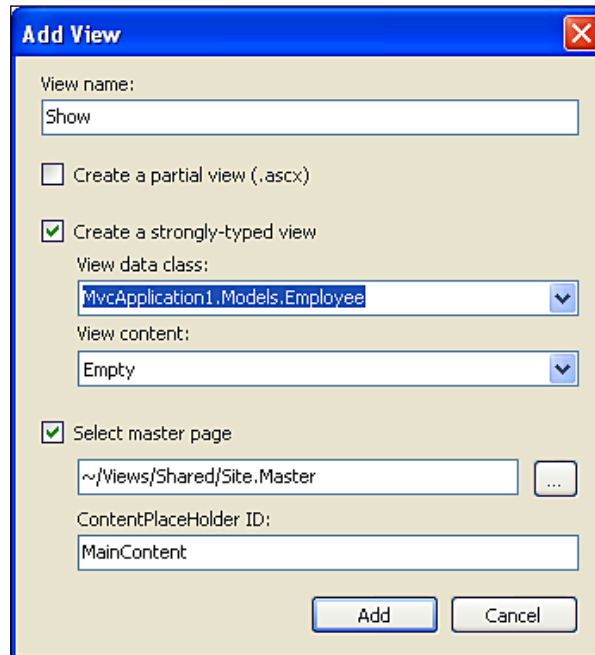 Add View
View name:
Show
Create a partial view (.ascx)
Create a strongly-typed view
View data class:
MvcApplication1.Models.Employee
View content:
Empty
Select master page
~/Views/Shared/Site.Master
...
ContentPlaceHolder ID:
MainContent
Add Cancel